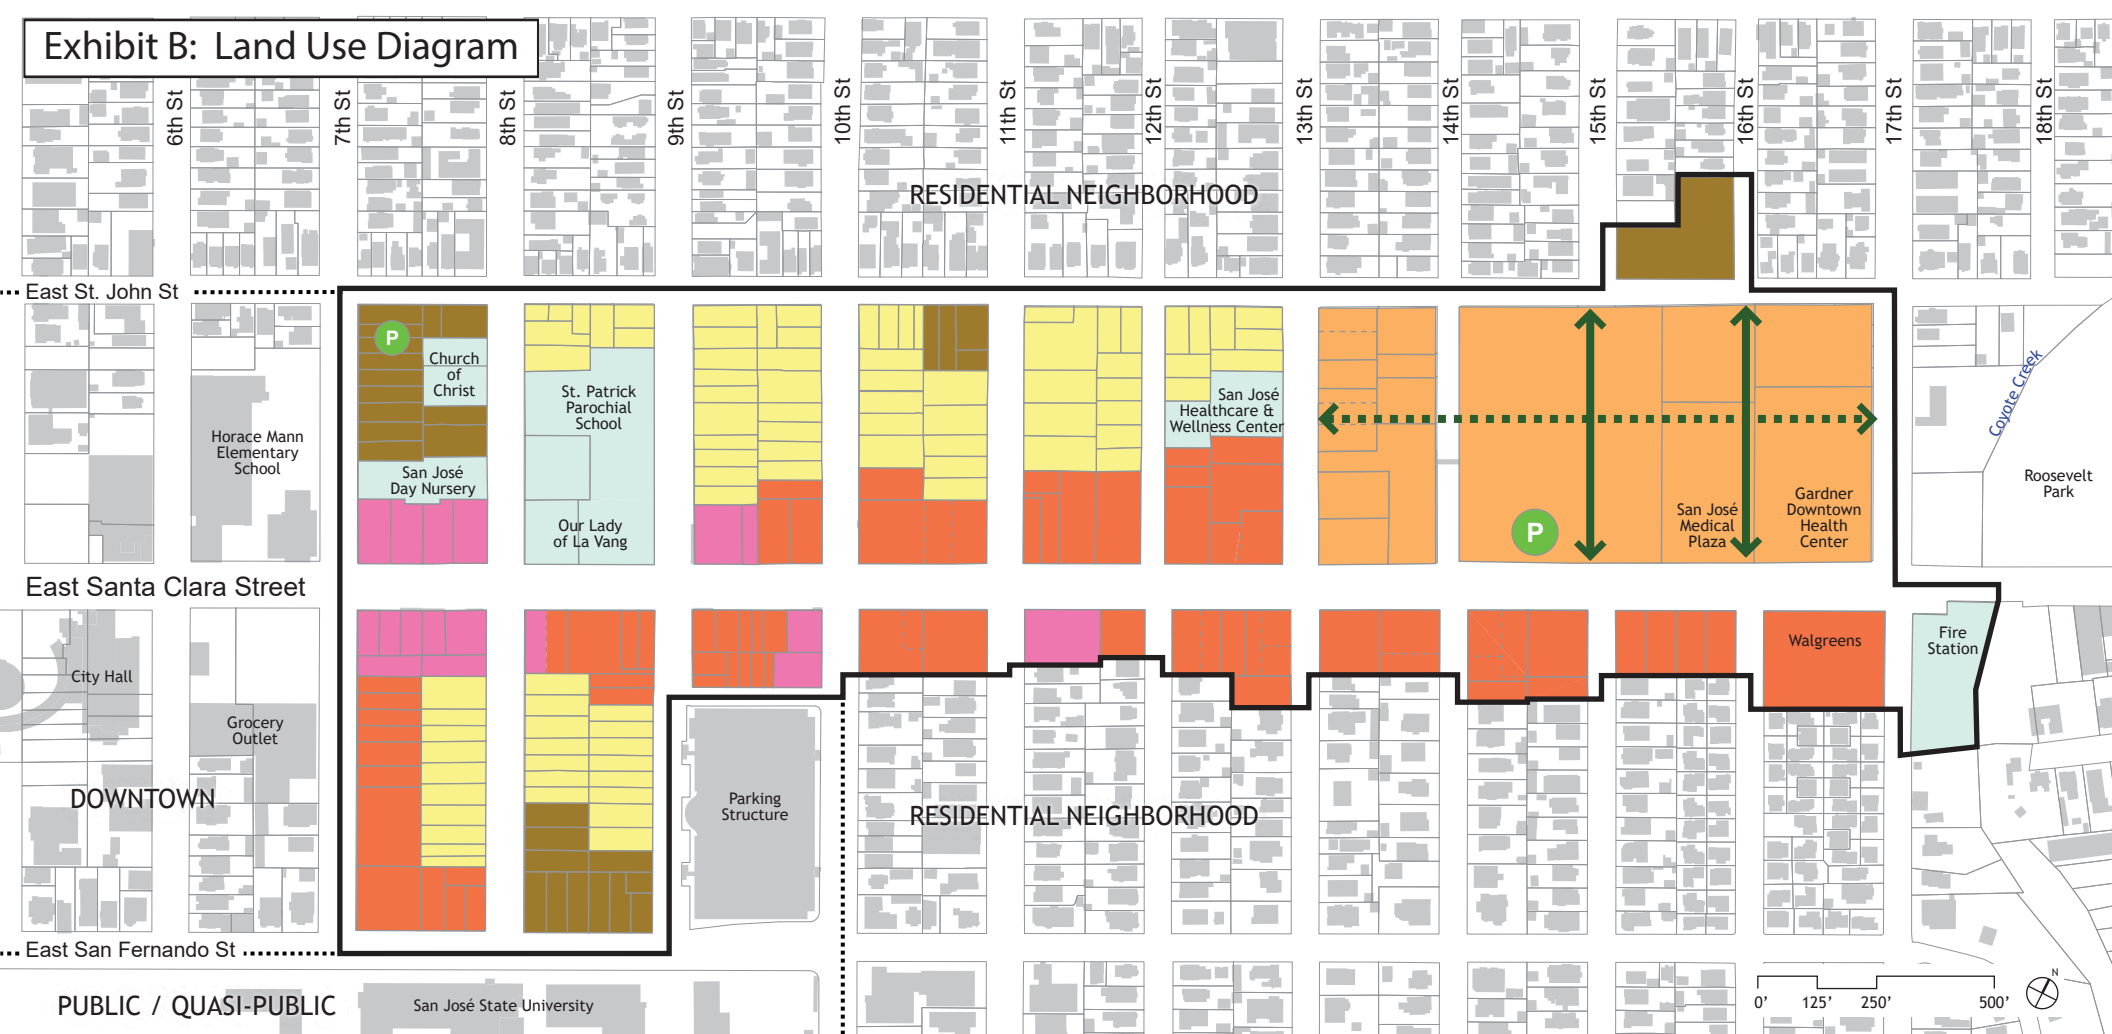 Exhibit B: Land Use Diagram
6th St
7th St
8th St
9th St
10th St
11th St
12th St
13th St
14th St
15th St
16th St
17th St
18th St
RESIDENTIAL NEIGHBORHOOD
East St. John St
P
Church
of
Christ
San José
Day Nursery
Horace Mann
Elementary
School
St. Patrick
Parochial
School
Our Lady
of La Vang
San José
Healthcare &
Wellness Center
P
San José
Medical
Plaza
Gardner
Downtown
Health
Center
Coyote Creek
Roosevelt
Park
East Santa Clara Street
City Hall
Grocery
Outlet
DOWNTOWN
Walgreens
Fire
Station
Parking
Structure
RESIDENTIAL NEIGHBORHOOD
East San Fernando St
PUBLIC / QUASI-PUBLIC
San José State University
0'
125'
250'
500'
N